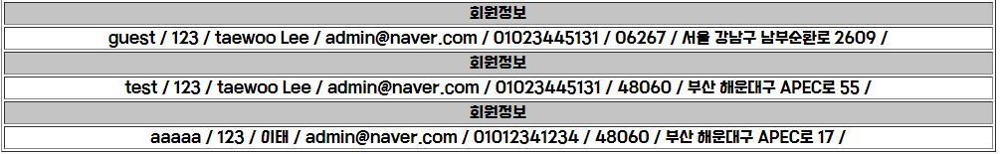 회원정보
guest / 123 / taewoo Lee / admin@naver.com / 01023445131 / 06267 / 서울 강남구 남부순환로 2609 /
회원정보
test / 123 / taewoo Lee / admin@naver.com / 01023445131 / 48060 / 부산 해운대구 APEC로 55 /
회원정보
aaaaa / 123 / 이태 / admin@naver.com / 01012341234 / 48060 / 부산 해운대구 APEC로 17 /